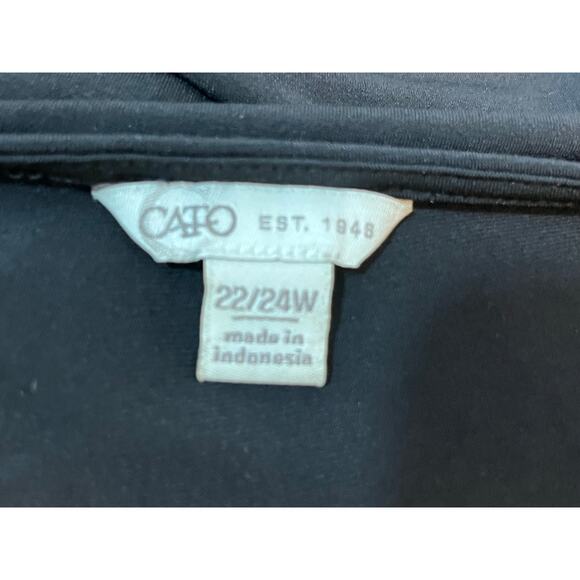 CATO EST. 1946
22/24W
made in
indonesia